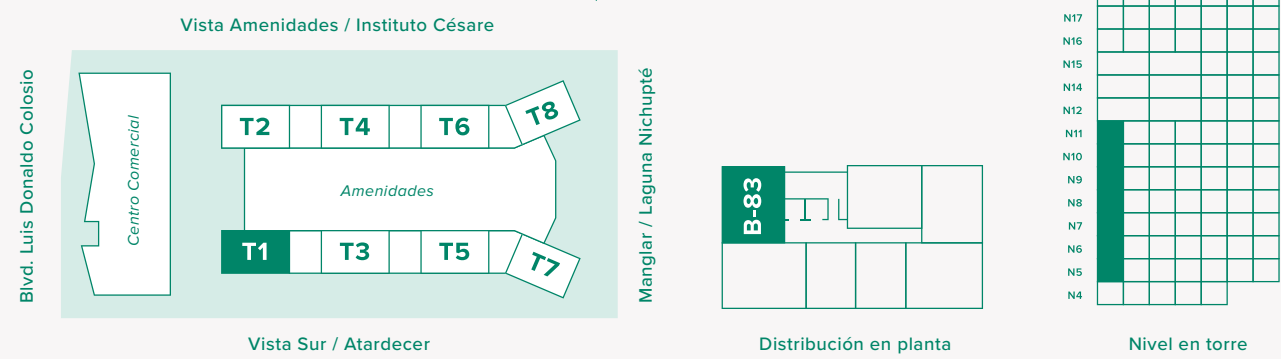 Vista Amenidades / Instituto Césare
Blvd. Luis Donaldo Colosio
Centro Comercial
T2
T4
T6
T8
Amenidades
T1
T3
T5
T7
Manglar / Laguna Nichupté
Vista Sur / Atardecer
B-83
Distribución en planta
N17
N16
N15
N14
N12
N11
N10
N9
N8
N7
N6
N5
N4
Nivel en torre